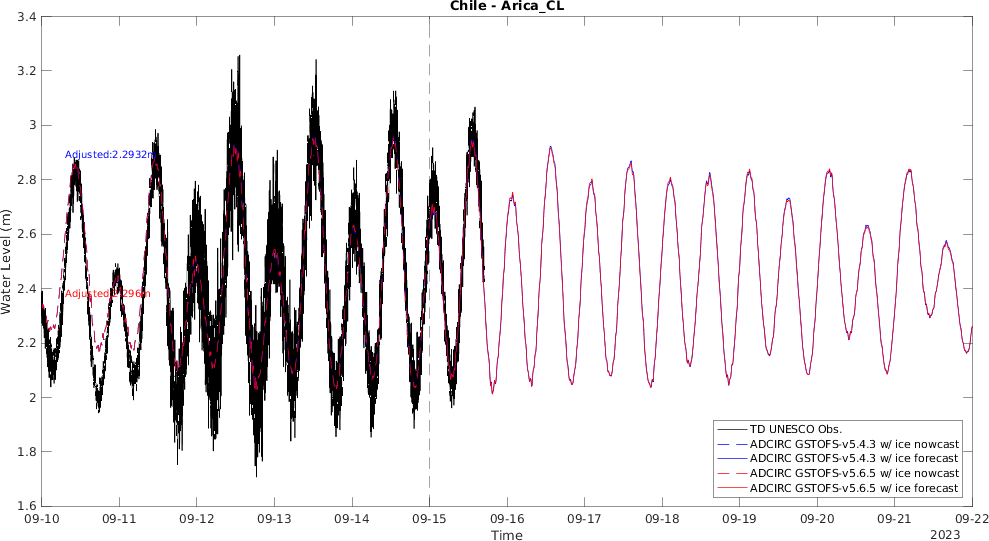 Chile - Arica_CL
3.4
3.2
3
2.8
2.6
2.4
2.2
2
1.8
1.6
Water Level (m)
Adjusted:2.2932m
TD UNESCO Obs.
ADCIRC GSTOFS-v5.4.3 w/ ice nowcast
ADCIRC GSTOFS-v5.4.3 w/ ice forecast
ADCIRC GSTOFS-v5.6.5 w/ ice nowcast
ADCIRC GSTOFS-v5.6.5 w/ ice forecast
09-10 09-11 09-12 09-13 09-14 09-15 09-16 09-17 09-18 09-19 09-20 09-21 09-22
Time
2023